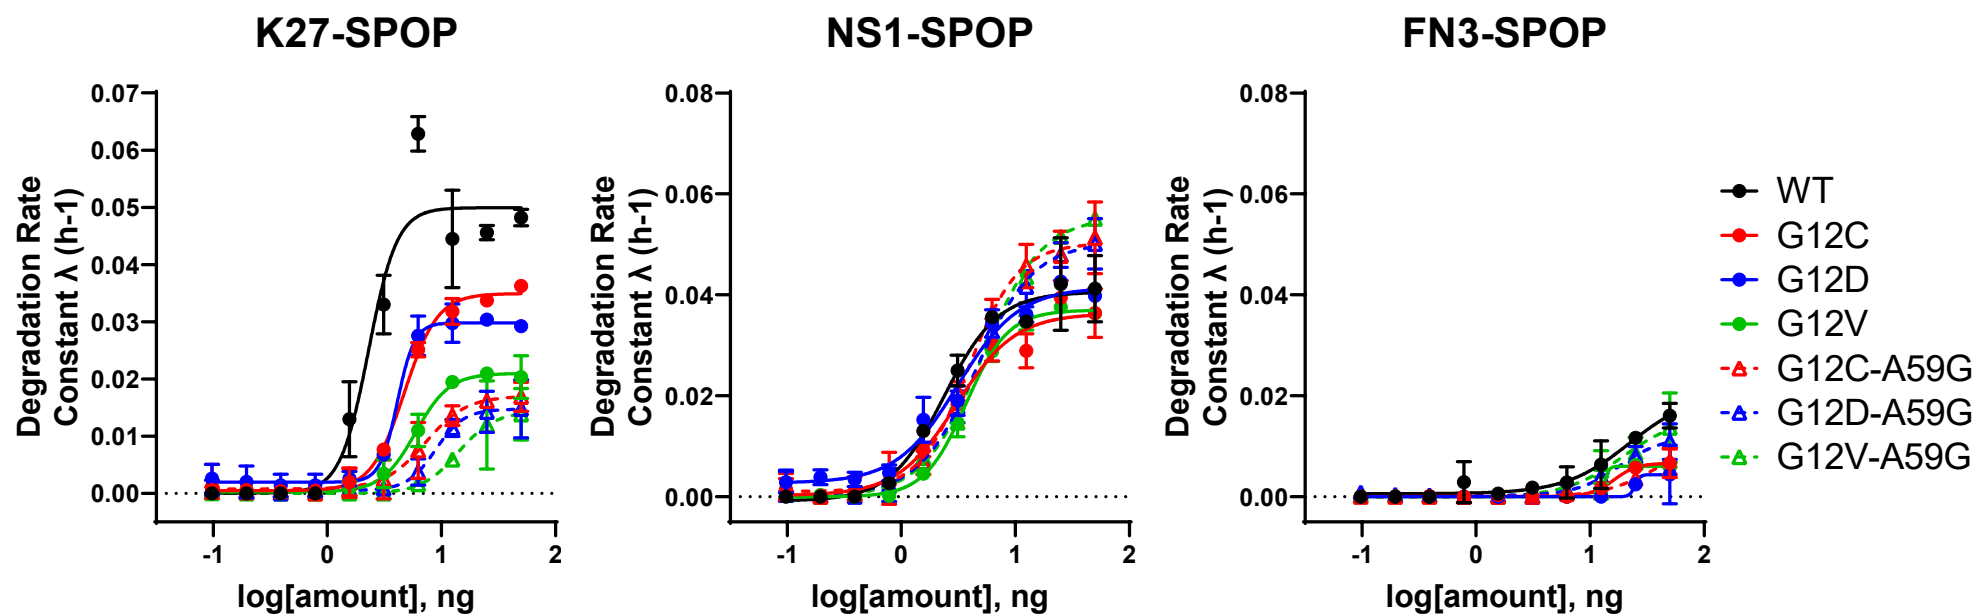 K27-SPOP
NS1-SPOP
FN3-SPOP
Degradation Rate
Constant λ (h-1)
0.07
0.06
0.05
0.04
0.03
0.02
0.01
0.00
-1
0
1
2
log[amount], ng
Degradation Rate
Constant λ (h-1)
0.08
0.06
0.04
0.02
0.00
-1
0
1
2
log[amount], ng
Degradation Rate
Constant λ (h-1)
0.08
0.06
0.04
0.02
0.00
-1
0
1
2
log[amount], ng
WT
G12C
G12D
G12V
G12C-A59G
G12D-A59G
G12V-A59G